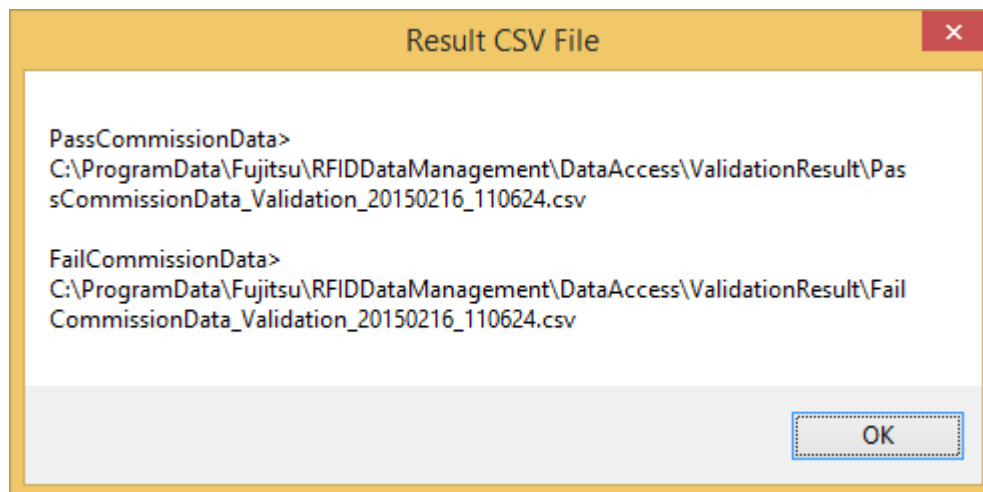 Result CSV File
PassCommissionData>
C:\ProgramData\Fujitsu\RFIDDataManagement\DataAccess\ValidationResult\Pas
sCommissionData_Validation_20150216_110624.csv
FailCommissionData>
C:\ProgramData\Fujitsu\RFIDDataManagement\DataAccess\ValidationResult\Fail
CommissionData_Validation_20150216_110624.csv
OK